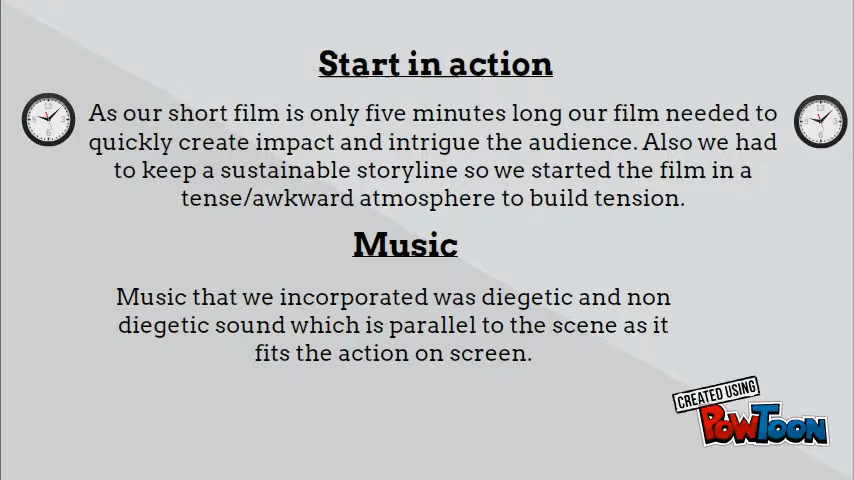 Start in action
As our short film is only five minutes long our film needed to
quickly create impact and intrigue the audience. Also we had
to keep a sustainable storyline so we started the film in a
tense/awkward atmosphere to build tension.
Music
Music that we incorporated was diegetic and non
diegetic sound which is parallel to the scene as it
fits the action on screen.
CREATED USING
POWTOON